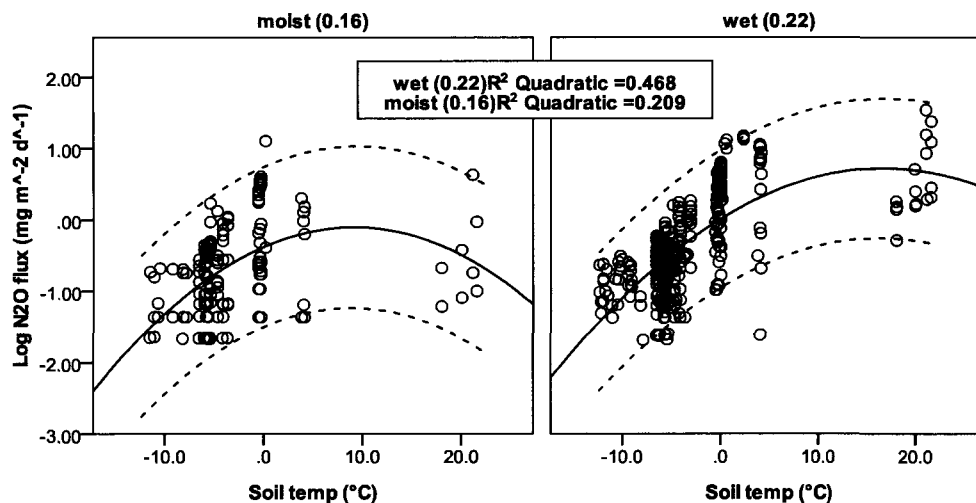 moist (0.16)
wet (0.22)
wet (0.22)R² Quadratic =0.468
moist (0.16)R² Quadratic =0.209
Log N2O flux (mg m^-2 d^-1)
2.00
1.00
.00
-1.00
-2.00
-3.00
-10.0 .0 10.0 20.0
-10.0 .0 10.0 20.0
Soil temp (°C)
Soil temp (°C)